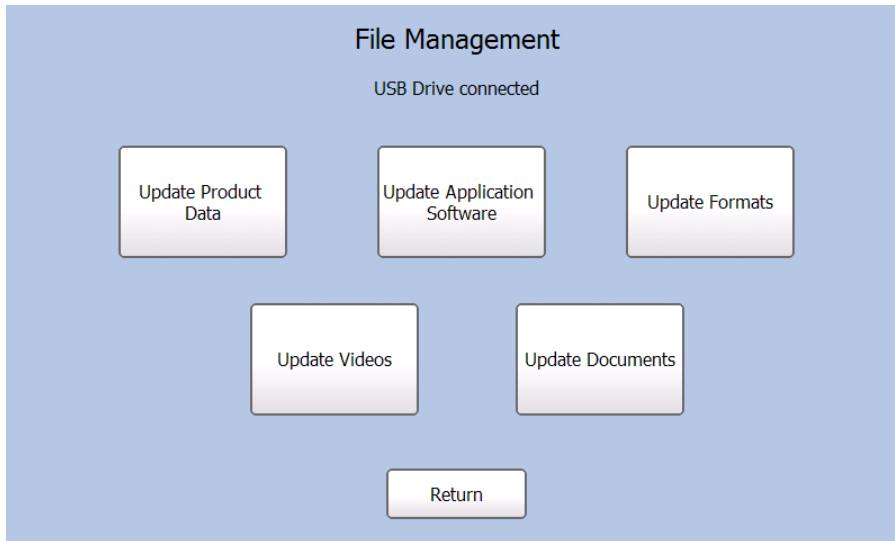 File Management
USB Drive connected
Update Product
Data
Update Application
Software
Update Formats
Update Videos
Update Documents
Return